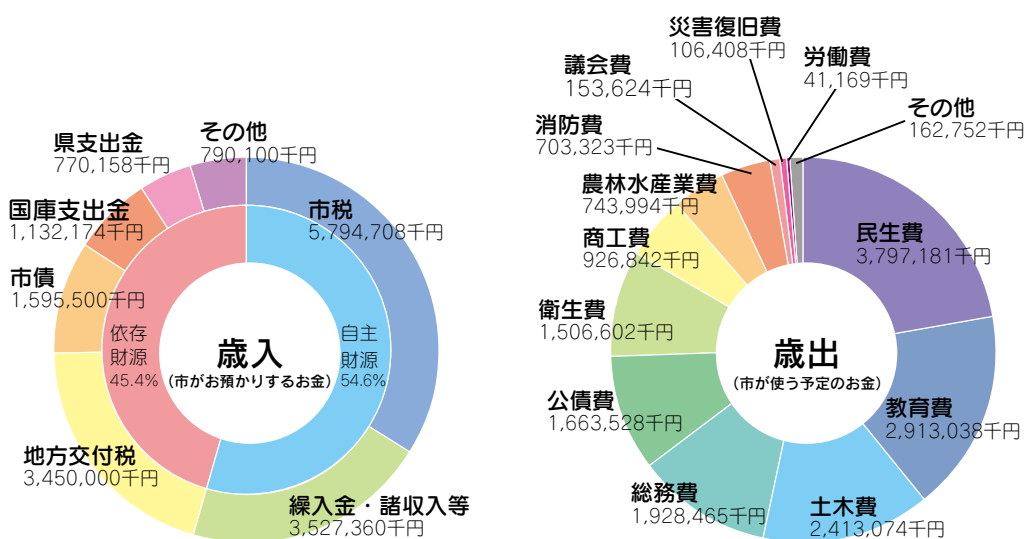 県支出金
770,158千円
その他
790,100千円
国庫支出金
1,132,174千円
市税
5,794,708千円
市債
1,595,500千円
依存
財源
45.4%
歳入
(市がお預かりするお金)
自主
財源
54.6%
地方交付税
3,450,000千円
繰入金・諸収入等
3,527,360千円
災害復旧費
106,408千円
労働費
41,169千円
議会費
153,624千円
その他
162,752千円
消防費
703,323千円
農林水産業費
743,994千円
商工費
926,842千円
民生費
3,797,181千円
衛生費
1,506,602千円
歳出
(市が使う予定のお金)
公債費
1,663,528千円
教育費
2,913,038千円
総務費
1,928,465千円
土木費
2,413,074千円